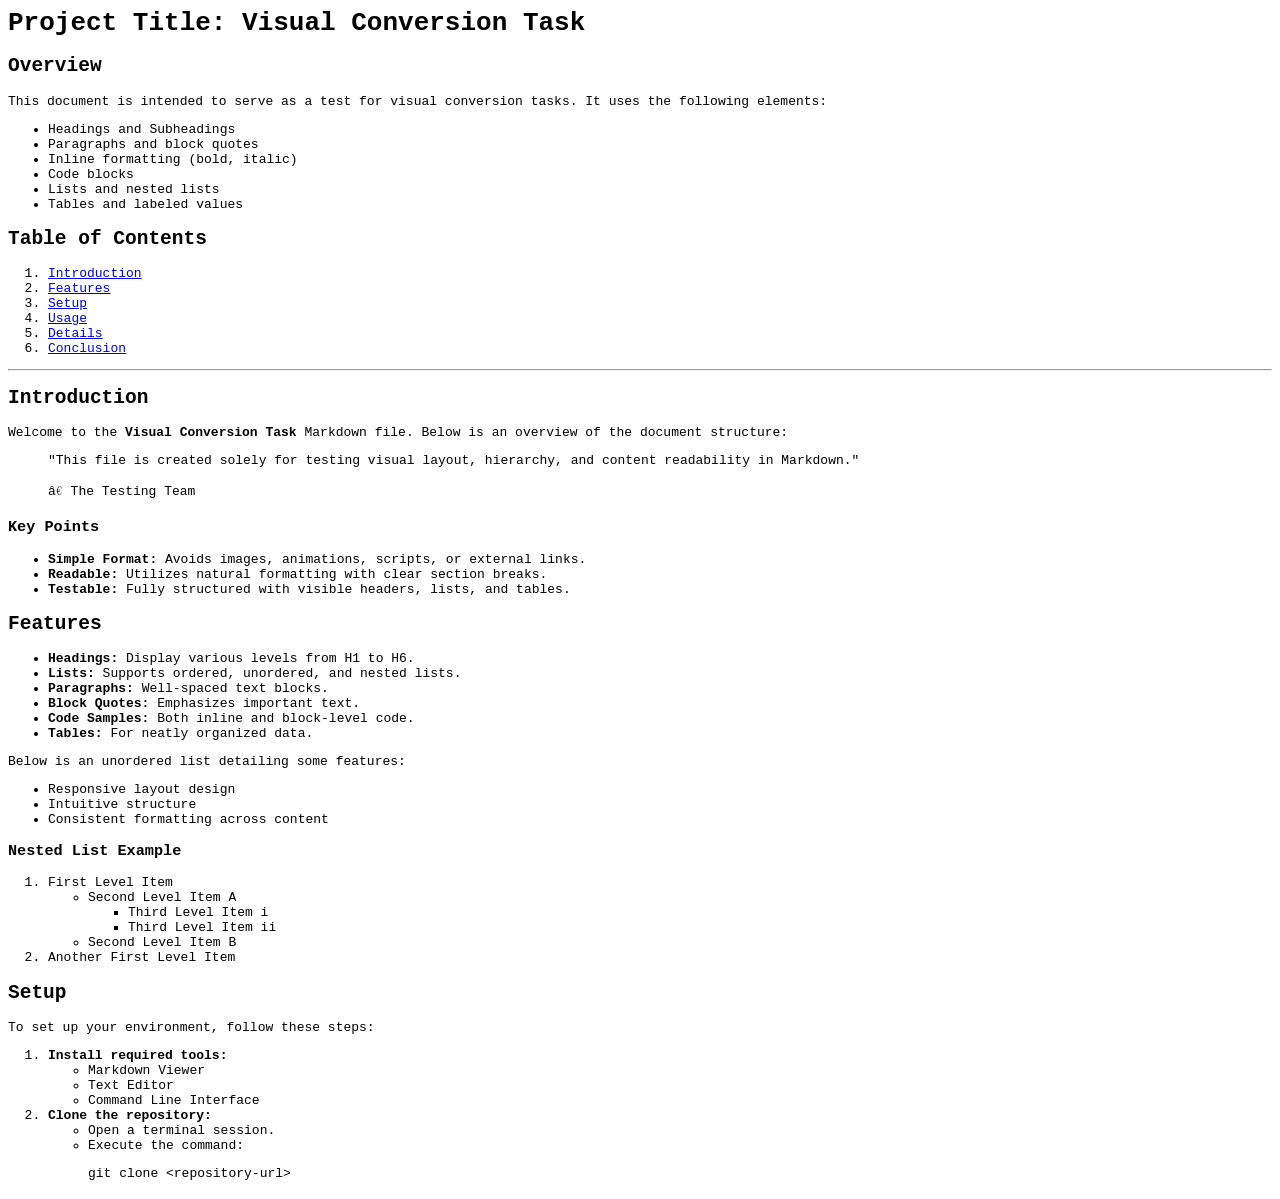 Project Title: Visual Conversion Task
Overview
This document is intended to serve as a test for visual conversion tasks. It uses the following elements:
• Headings and Subheadings
• Paragraphs and block quotes
• Inline formatting (bold, italic)
• Code blocks
• Lists and nested lists
• Tables and labeled values
Table of Contents
1. Introduction
2. Features
3. Setup
4. Usage
5. Details
6. Conclusion
Introduction
Welcome to the Visual Conversion Task Markdown file. Below is an overview of the document structure:
"This file is created solely for testing visual layout, hierarchy, and content readability in Markdown."
â€ The Testing Team
Key Points
• Simple Format: Avoids images, animations, scripts, or external links.
• Readable: Utilizes natural formatting with clear section breaks.
• Testable: Fully structured with visible headers, lists, and tables.
Features
• Headings: Display various levels from H1 to H6.
• Lists: Supports ordered, unordered, and nested lists.
• Paragraphs: Well-spaced text blocks.
• Block Quotes: Emphasizes important text.
• Code Samples: Both inline and block-level code.
• Tables: For neatly organized data.
Below is an unordered list detailing some features:
• Responsive layout design
• Intuitive structure
• Consistent formatting across content
Nested List Example
1. First Level Item
◦ Second Level Item A
▪ Third Level Item i
▪ Third Level Item ii
◦ Second Level Item B
2. Another First Level Item
Setup
To set up your environment, follow these steps:
1. Install required tools:
◦ Markdown Viewer
◦ Text Editor
◦ Command Line Interface
2. Clone the repository:
◦ Open a terminal session.
◦ Execute the command:
git clone <repository-url>